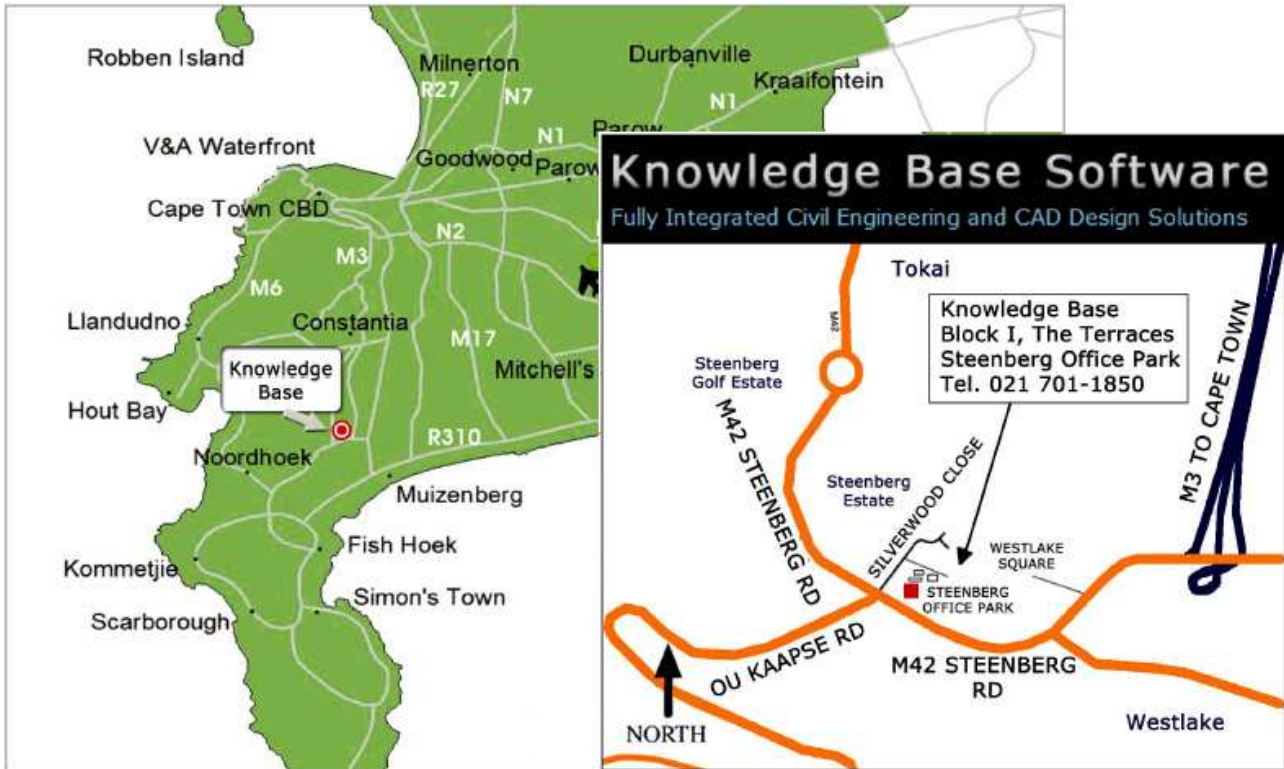 Robben Island
Milnerton
Durbanville
Kraaifontein
R27
N7
N1
N1
Parow
V&A Waterfront
Goodwood
Parow
Cape Town CBD
N2
M3
M6
Llandudno
Constantia
M17
Mitchell's
Knowledge
Base
Hout Bay
R310
Noordhoek
Muizenberg
Fish Hoek
Kommetjie
Simon's Town
Scarborough
Knowledge Base Software
Fully Integrated Civil Engineering and CAD Design Solutions
Tokai
Knowledge Base
Block I, The Terraces
Steenberg Office Park
Tel. 021 701-1850
M42
Steenberg
Golf Estate
M42 STEENBERG RD
M3 TO CAPE TOWN
Steenberg
Estate
SILVERWOOD CLOSE
WESTLAKE
SQUARE
STEENBERG
OFFICE PARK
OU KAAPSE RD
M42 STEENBERG
RD
NORTH
Westlake